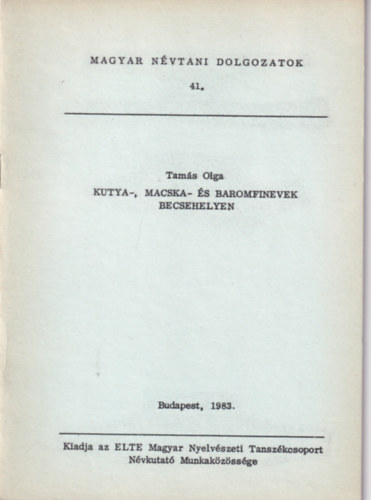 MAGYAR NÉVTANI DOLGOZATOK
41.
Tamás Olga
KUTYA-, MACSKA- ÉS BAROMFINEVEK
BECSEHELYEN
Budapest, 1983.
Kiadja az ELTE Magyar Nyelvészeti Tanszékcsoport
Névkutató Munkaközössége